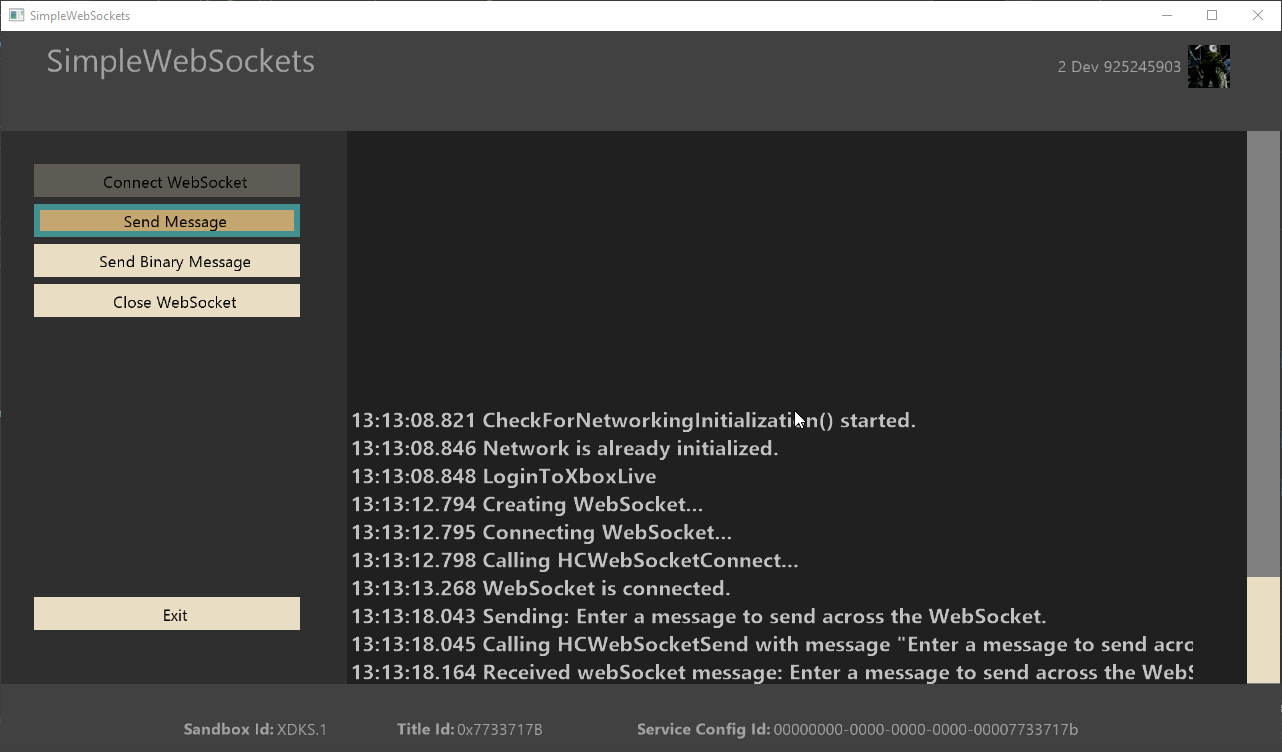 SimpleWebSockets
SimpleWebSockets
2 Dev 925245903
Connect WebSocket
Send Message
Send Binary Message
Close WebSocket
Exit
13:13:08.821 CheckForNetworkingInitialization() started.
13:13:08.846 Network is already initialized.
13:13:08.848 LoginToXboxLive
13:13:12.794 Creating WebSocket...
13:13:12.795 Connecting WebSocket...
13:13:12.798 Calling HCWebSocketConnect...
13:13:13.268 WebSocket is connected.
13:13:18.043 Sending: Enter a message to send across the WebSocket.
13:13:18.045 Calling HCWebSocketSend with message "Enter a message to send acro
13:13:18.164 Received webSocket message: Enter a message to send across the WebS
Sandbox Id: XDKS.1 Title Id: 0x7733717B Service Config Id: 00000000-0000-0000-0000-00007733717b